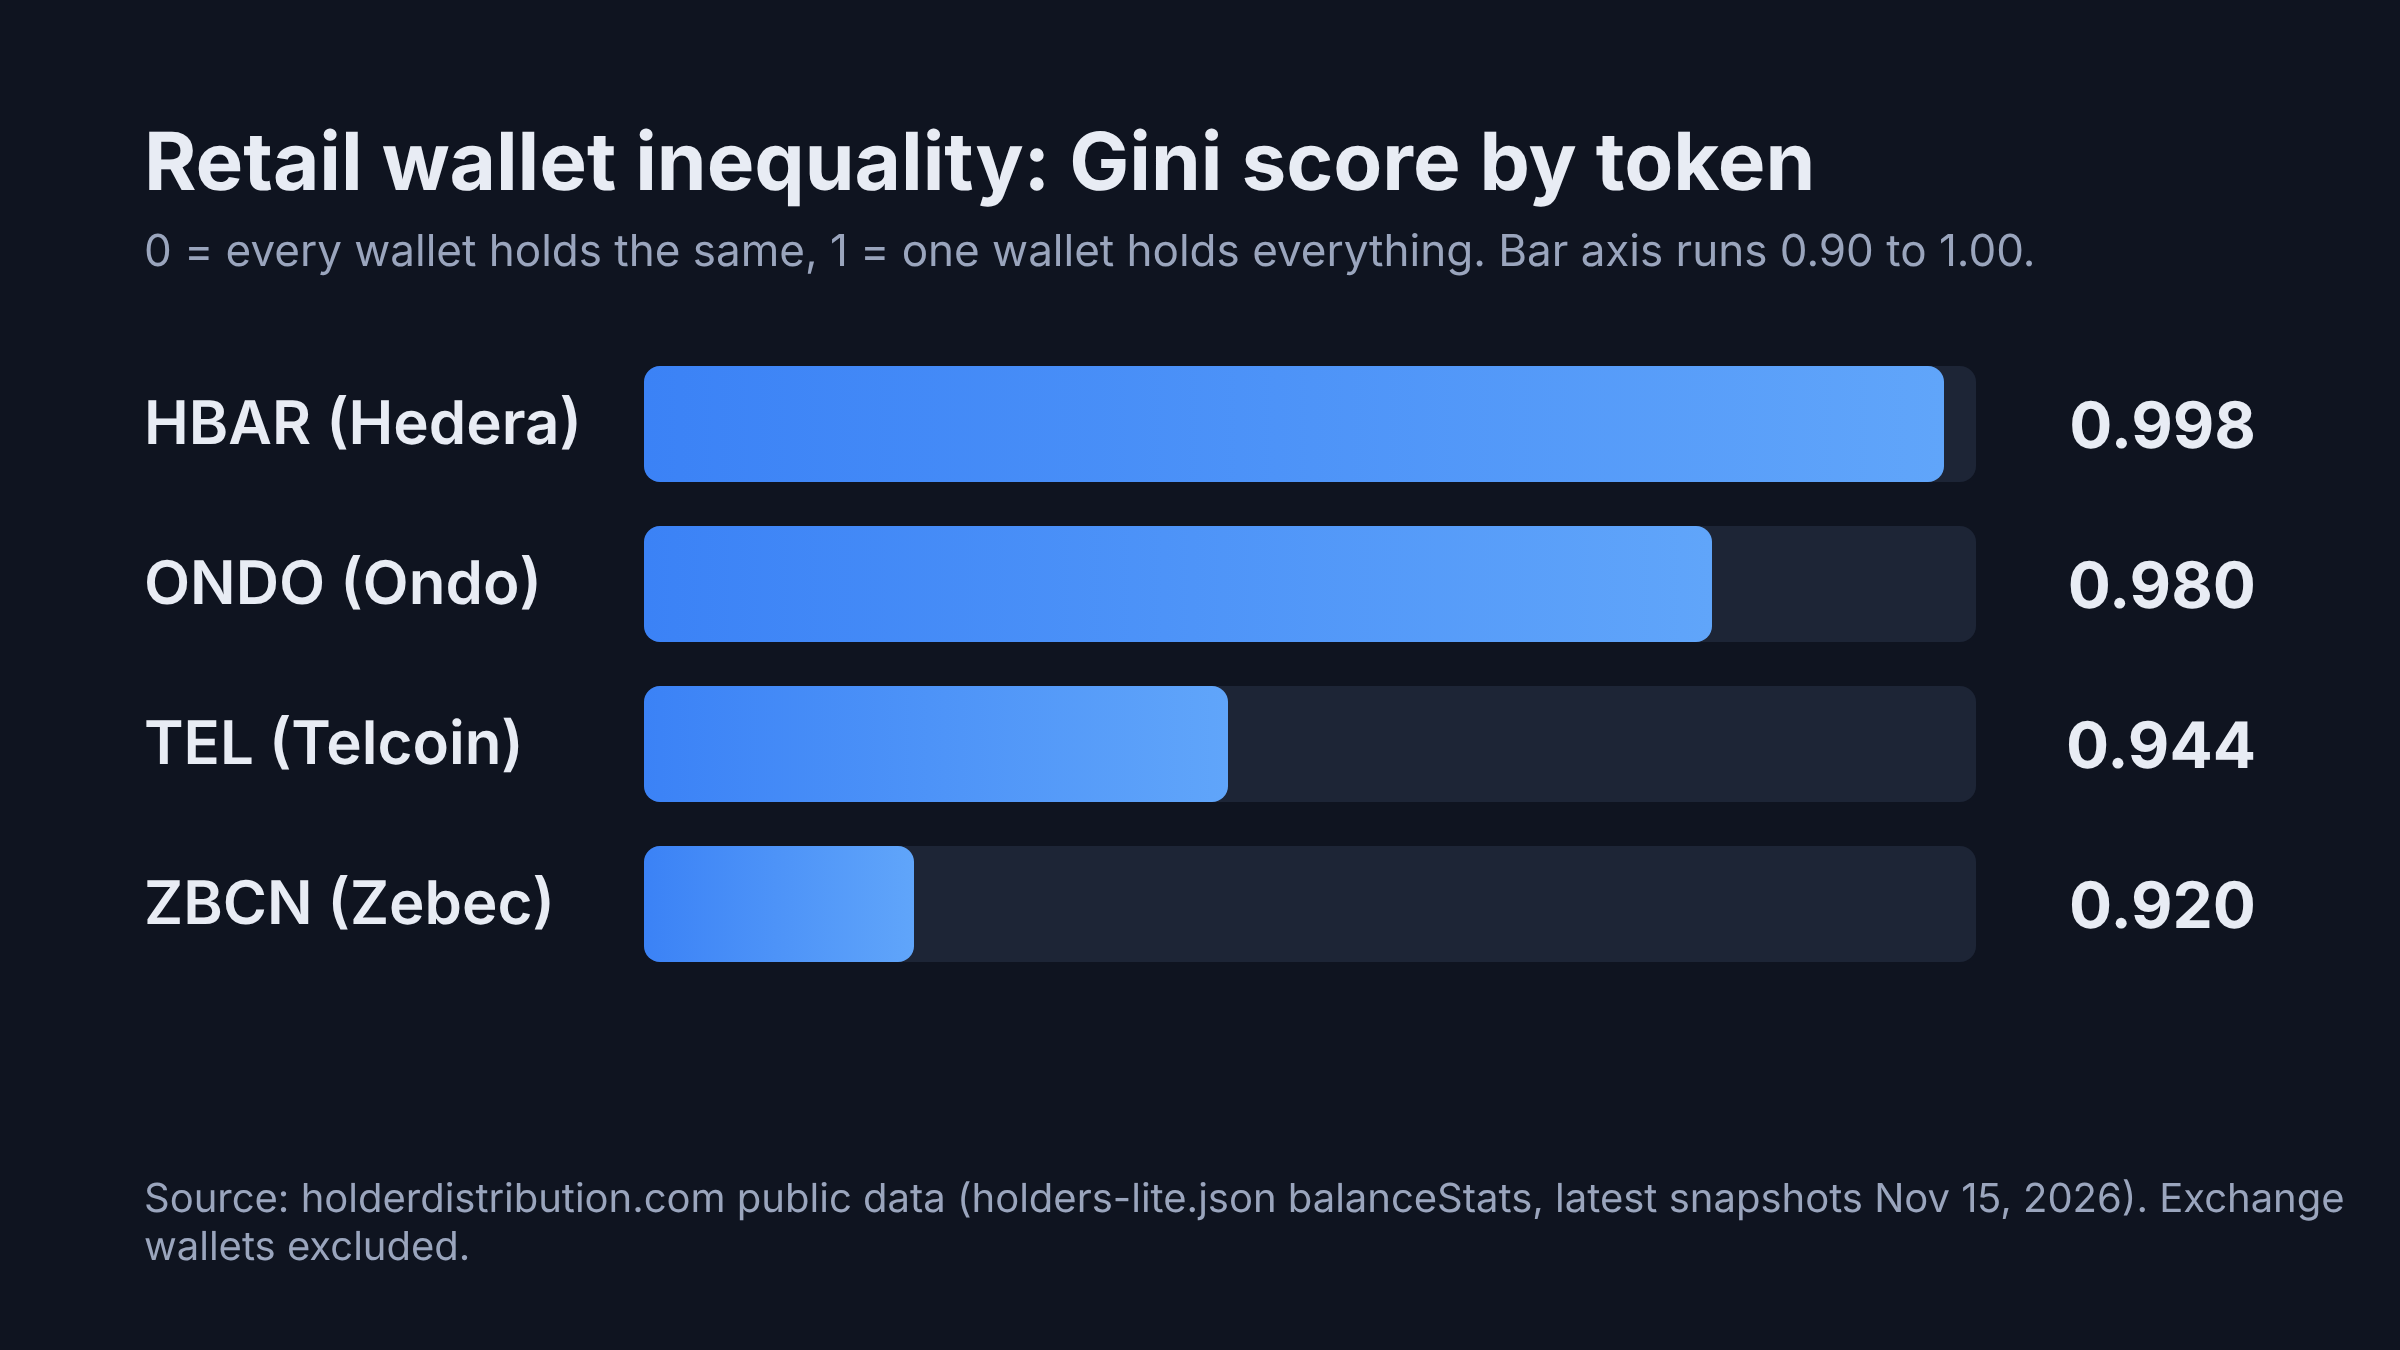 Retail wallet inequality: Gini score by token
0 = every wallet holds the same, 1 = one wallet holds everything. Bar axis runs 0.90 to 1.00.
HBAR (Hedera) 0.998
ONDO (Ondo) 0.980
TEL (Telcoin) 0.944
ZBCN (Zebec) 0.920
Source: holderdistribution.com public data (holders-lite.json balanceStats, latest snapshots Nov 15, 2026). Exchange
wallets excluded.